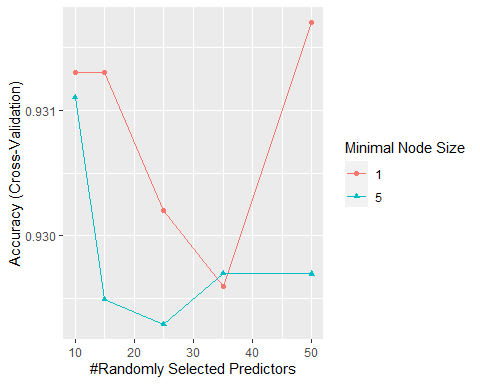 Accuracy (Cross-Validation)
0.931
0.930
10 20 30 40 50
#Randomly Selected Predictors
Minimal Node Size
1
5